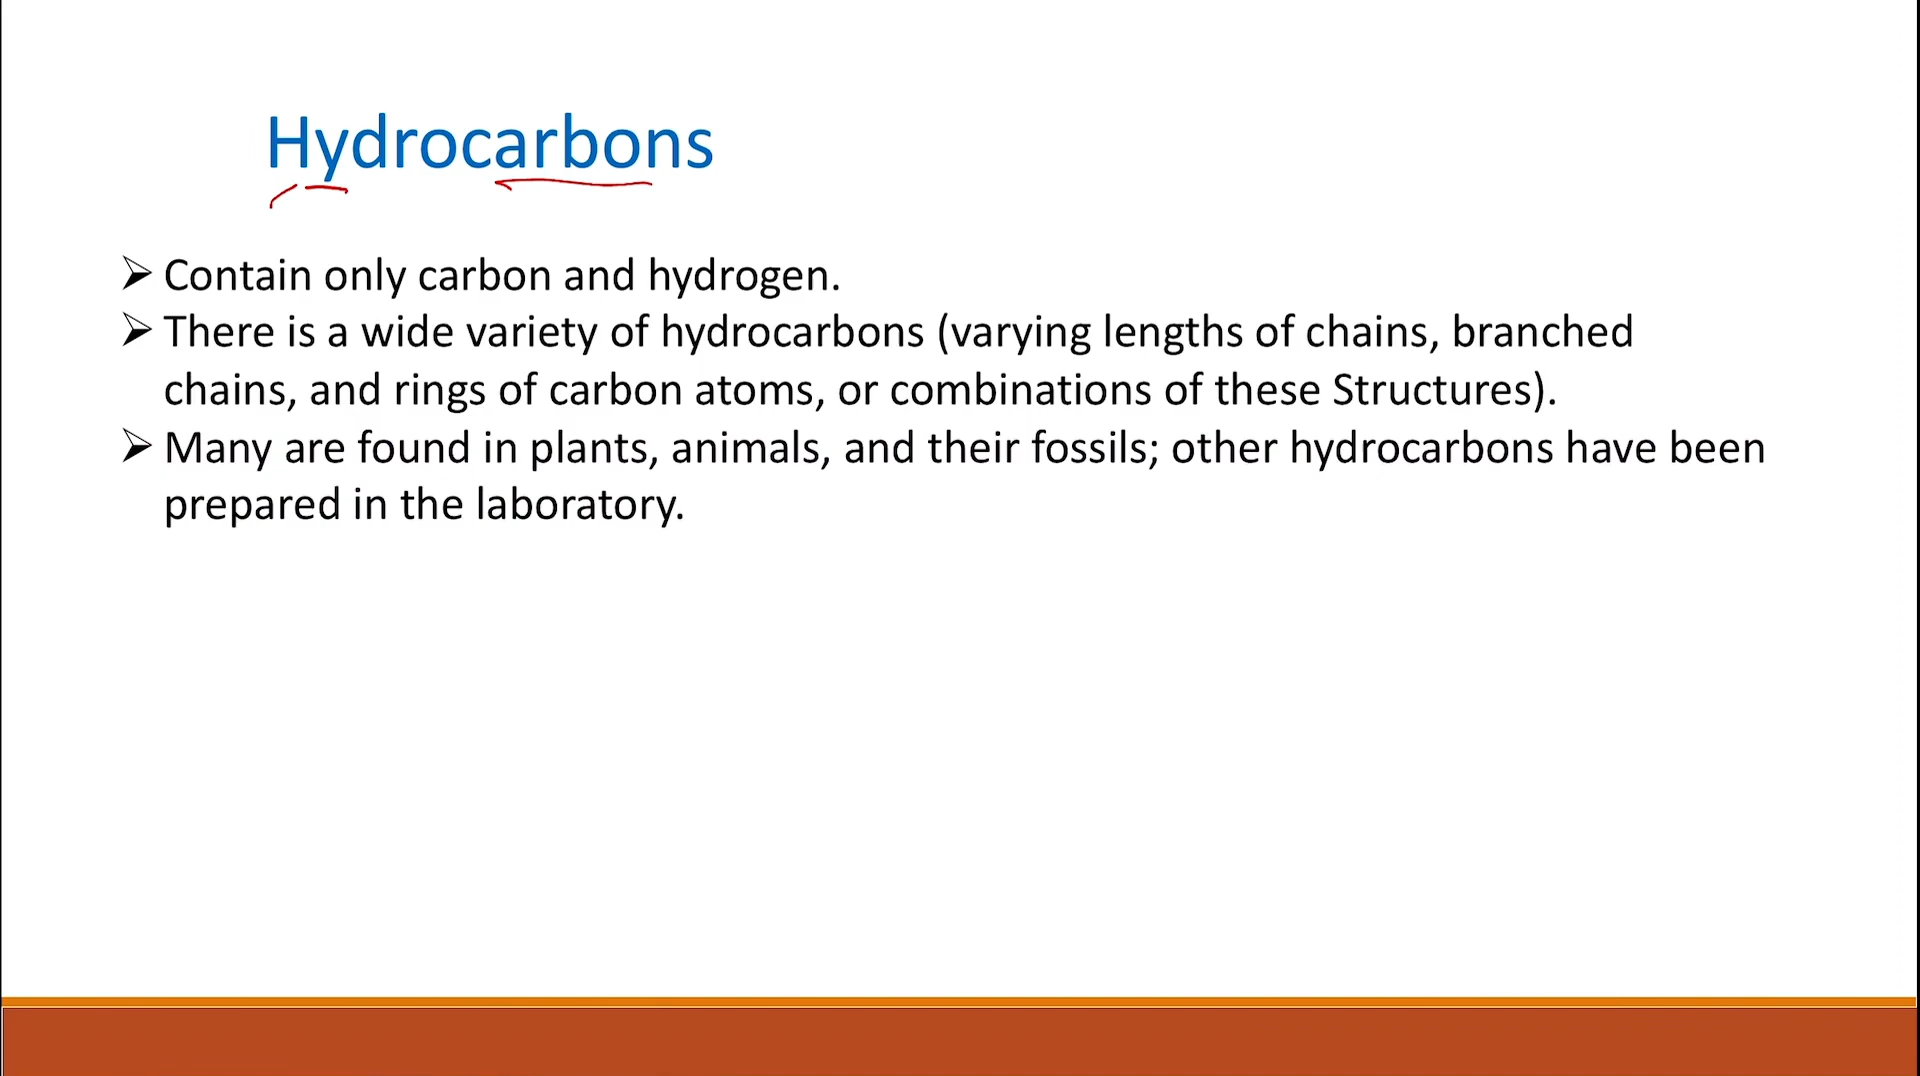 Hydrocarbons
➢ Contain only carbon and hydrogen.
➢ There is a wide variety of hydrocarbons (varying lengths of chains, branched
chains, and rings of carbon atoms, or combinations of these Structures).
➢ Many are found in plants, animals, and their fossils; other hydrocarbons have been
prepared in the laboratory.